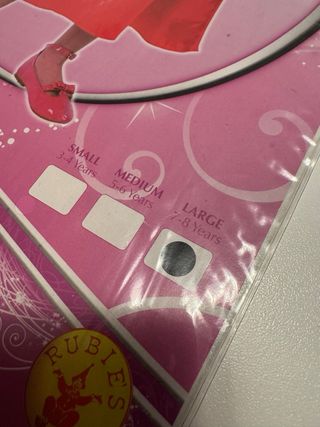 SMALL
3-4 Years
MEDIUM
5-6 Years
LARGE
7-8 Years
RUBIE'S